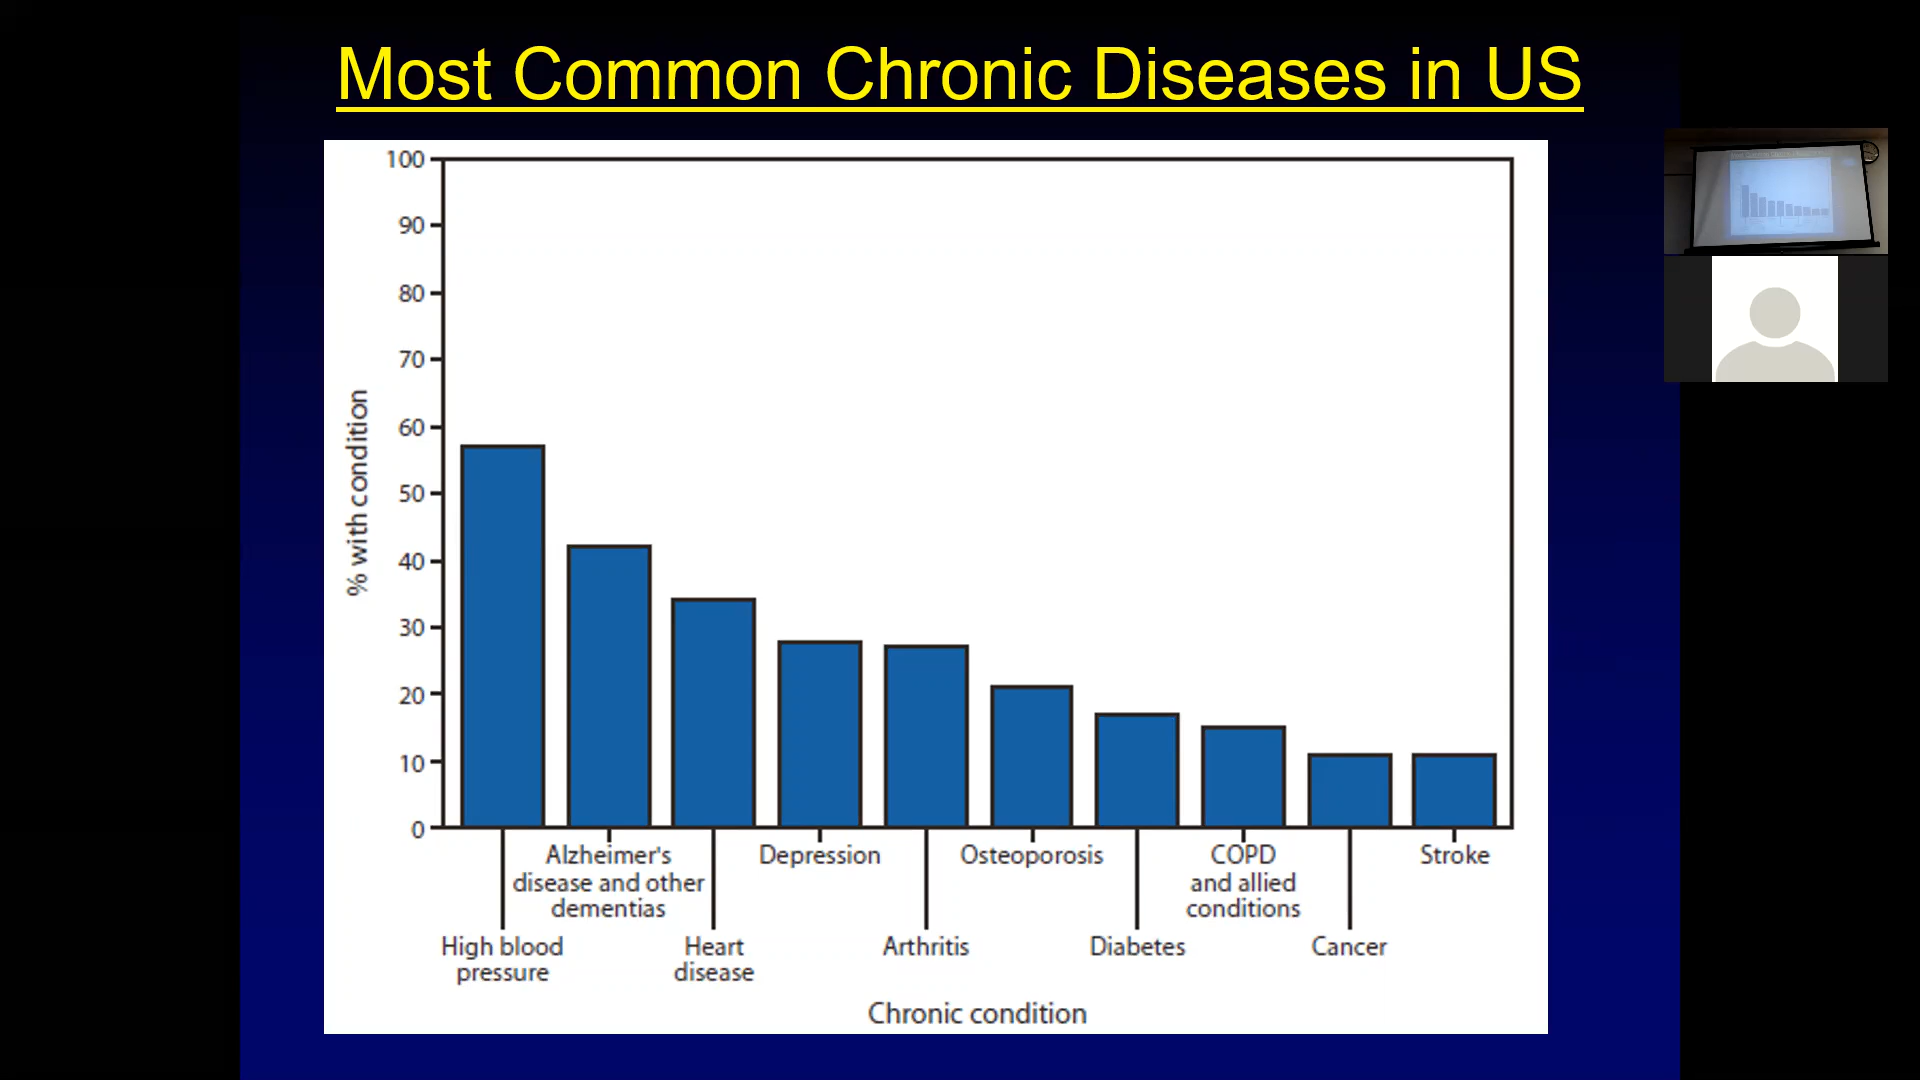 Most Common Chronic Diseases in US
100
90
80
70
60
50
40
30
20
10
0
% with condition
High blood
pressure
Alzheimer's
disease and other
dementias
Heart
disease
Depression
Arthritis
Osteoporosis
Diabetes
COPD
and allied
conditions
Cancer
Stroke
Chronic condition